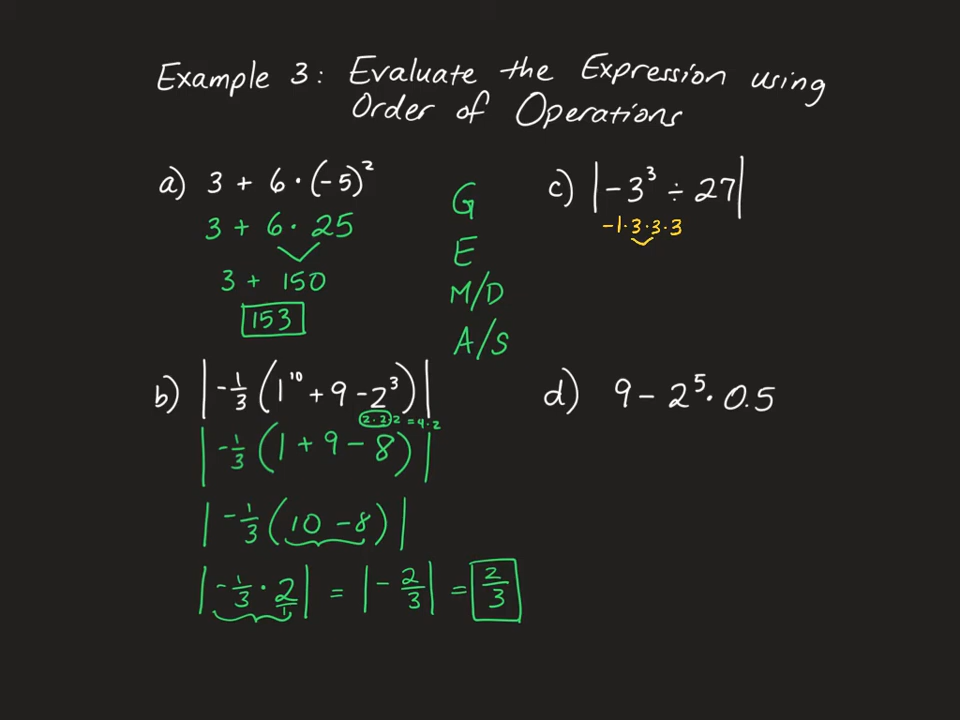 Example 3: Evaluate the Expression using
Order of Operations
a) 3 + 6 · (-5)²
3 + 6 · 25
3 + 150
153
G
E
M/D
A/S
b) |-1/3 (1¹⁰ + 9 - 2³)|
2·2·2 = 4·2
|-1/3 (1 + 9 - 8)|
|-1/3 (10 - 8)|
|-1/3 · 2/1| = |-2/3| = 2/3
c) |-3³ ÷ 27|
-1·3·3·3
d) 9 - 2⁵ · 0.5